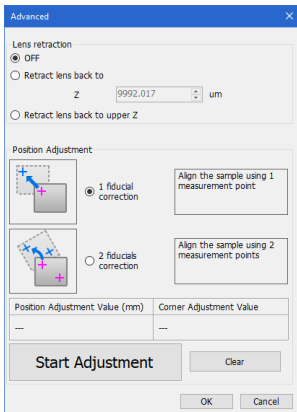 Advanced
Lens retraction
OFF
Retract lens back to
Z 9992.017 um
Retract lens back to upper Z
Position Adjustment
1 fiducial
correction
Align the sample using 1
measurement point
2 fiducials
correction
Align the sample using 2
measurement points
Position Adjustment Value (mm) Corner Adjustment Value
--- ---
Start Adjustment Clear
OK Cancel